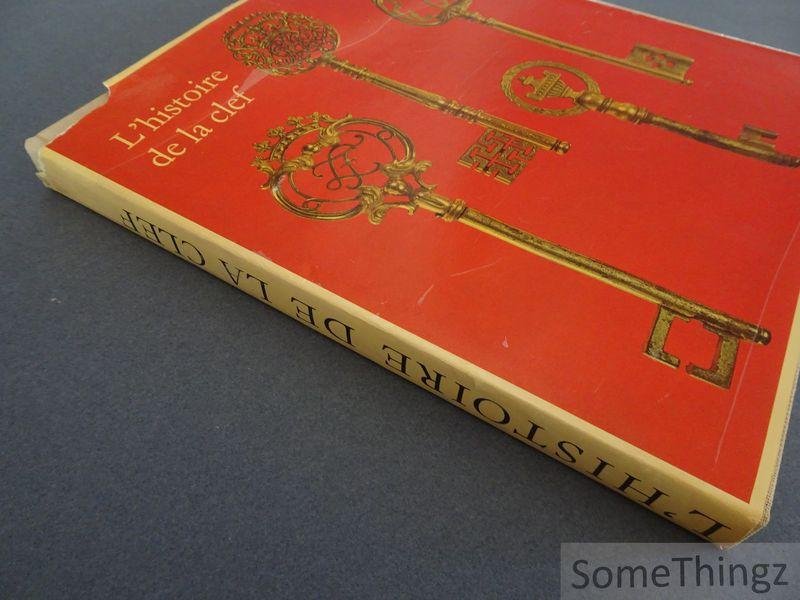 L'histoire
de la clef
L'HISTOIRE DE LA CLEF
SomeThingz